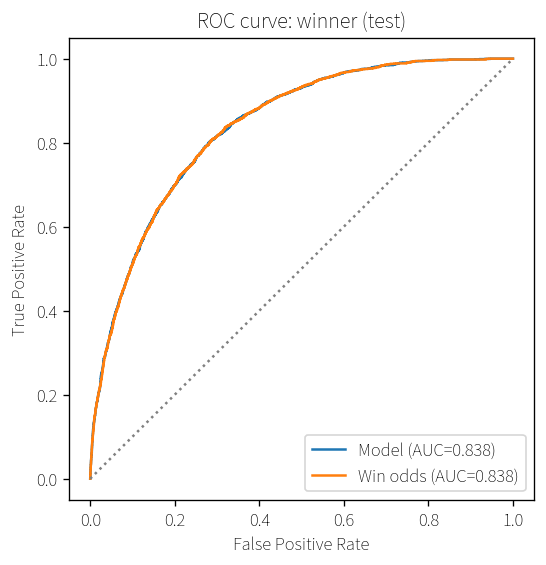 ROC curve: winner (test)
True Positive Rate
1.0
0.8
0.6
0.4
0.2
0.0
Model (AUC=0.838)
Win odds (AUC=0.838)
0.0 0.2 0.4 0.6 0.8 1.0
False Positive Rate